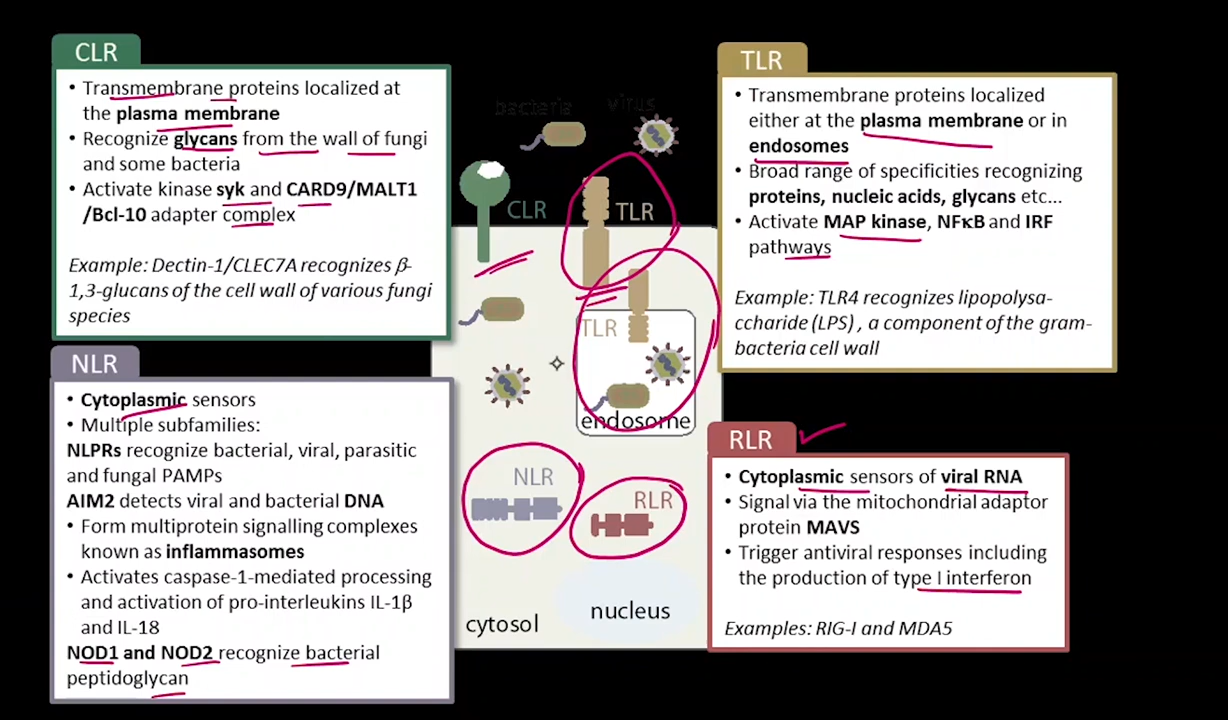 CLR
• Transmembrane proteins localized at
the plasma membrane
• Recognize glycans from the wall of fungi
and some bacteria
• Activate kinase syk and CARD9/MALT1
/Bcl-10 adapter complex
Example: Dectin-1/CLEC7A recognizes β-
1,3-glucans of the cell wall of various fungi
species
NLR
• Cytoplasmic sensors
• Multiple subfamilies:
NLPRs recognize bacterial, viral, parasitic
and fungal PAMPs
AIM2 detects viral and bacterial DNA
• Form multiprotein signalling complexes
known as inflammasomes
• Activates caspase-1-mediated processing
and activation of pro-interleukins IL-1β
and IL-18
NOD1 and NOD2 recognize bacterial
peptidoglycan
bacteria
virus
CLR
TLR
TLR
endosome
NLR
RLR
nucleus
cytosol
TLR
• Transmembrane proteins localized
either at the plasma membrane or in
endosomes
• Broad range of specificities recognizing
proteins, nucleic acids, glycans etc...
• Activate MAP kinase, NFκB and IRF
pathways
Example: TLR4 recognizes lipopolysa-
ccharide (LPS) , a component of the gram-
bacteria cell wall
RLR
• Cytoplasmic sensors of viral RNA
• Signal via the mitochondrial adaptor
protein MAVS
• Trigger antiviral responses including
the production of type I interferon
Examples: RIG-I and MDA5